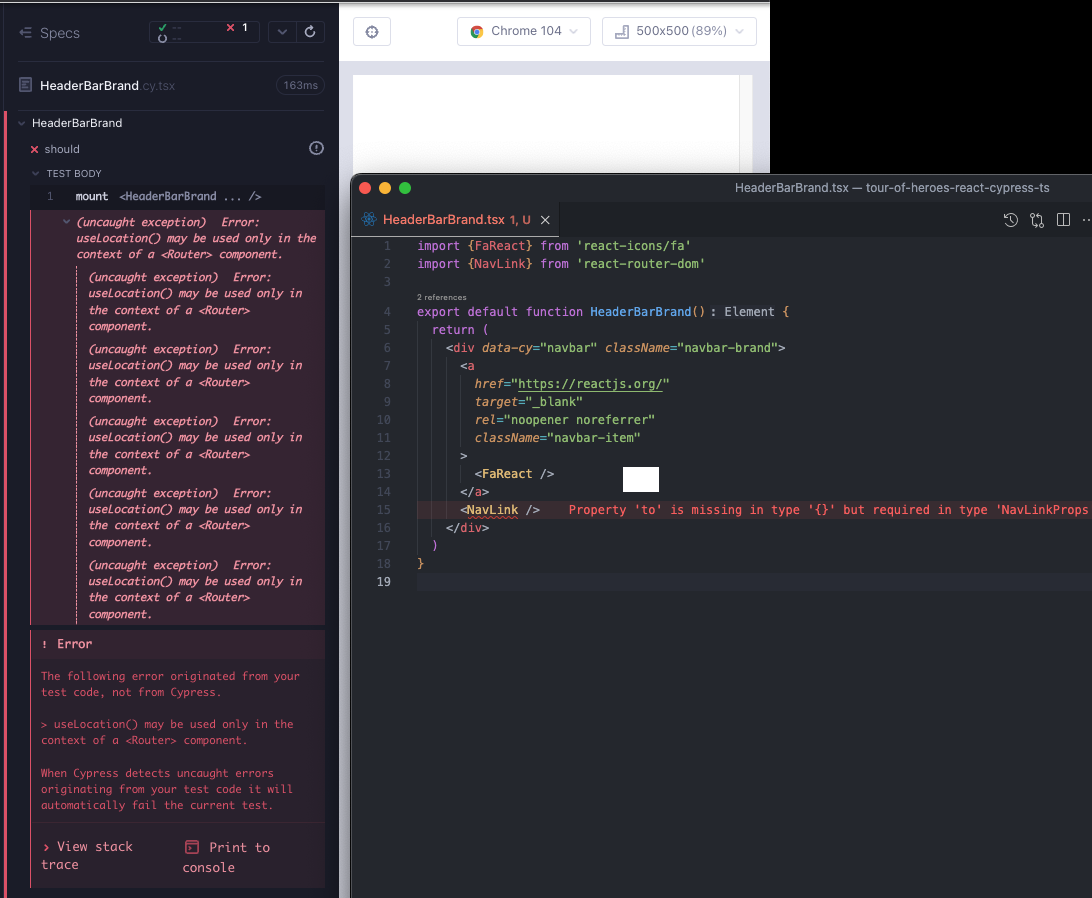 Specs
--
--
1
HeaderBarBrand.cy.tsx
163ms
HeaderBarBrand
should
TEST BODY
1 mount <HeaderBarBrand ... />
(uncaught exception) Error:
useLocation() may be used only in the
context of a <Router> component.
(uncaught exception) Error:
useLocation() may be used only in
the context of a <Router>
component.
(uncaught exception) Error:
useLocation() may be used only in
the context of a <Router>
component.
(uncaught exception) Error:
useLocation() may be used only in
the context of a <Router>
component.
(uncaught exception) Error:
useLocation() may be used only in
the context of a <Router>
component.
(uncaught exception) Error:
useLocation() may be used only in
the context of a <Router>
component.
! Error
The following error originated from your
test code, not from Cypress.
> useLocation() may be used only in the
context of a <Router> component.
When Cypress detects uncaught errors
originating from your test code it will
automatically fail the current test.
> View stack
trace
Print to
console
Chrome 104
500x500 (89%)
HeaderBarBrand.tsx — tour-of-heroes-react-cypress-ts
HeaderBarBrand.tsx 1, U
1 import {FaReact} from 'react-icons/fa'
2 import {NavLink} from 'react-router-dom'
3
2 references
4 export default function HeaderBarBrand(): Element {
5 return (
6 <div data-cy="navbar" className="navbar-brand">
7 <a
8 href="https://reactjs.org/"
9 target="_blank"
10 rel="noopener noreferrer"
11 className="navbar-item"
12 >
13 <FaReact />
14 </a>
15 <NavLink /> Property 'to' is missing in type '{}' but required in type 'NavLinkProps
16 </div>
17 )
18 }
19